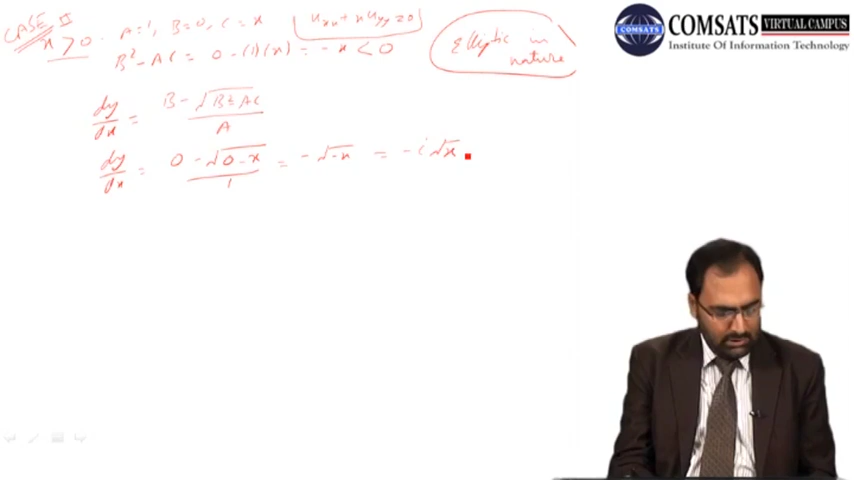 CASE II
x > 0. A=1, B=0, C=x
u_xx + x u_yy = 0
B² - AC = 0 - (1)(x) = -x < 0
Elliptic in
nature
dy/dx = (B - √(B² - AC))/A
dy/dx = (0 - √(0 - x))/1 = -√-x = -i√x
COMSATS VIRTUAL CAMPUS
Institute Of Information Technology